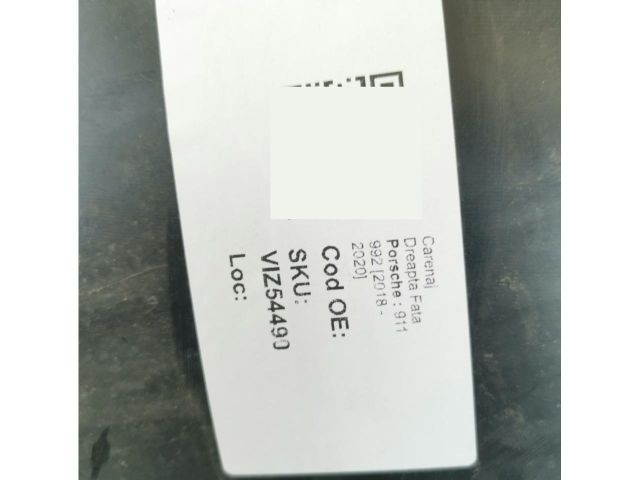 Carenaj
Dreapta Fata
Porsche : 911
992 [2018 -
2020]
Cod OE:
SKU:
VIZ54490
Loc: